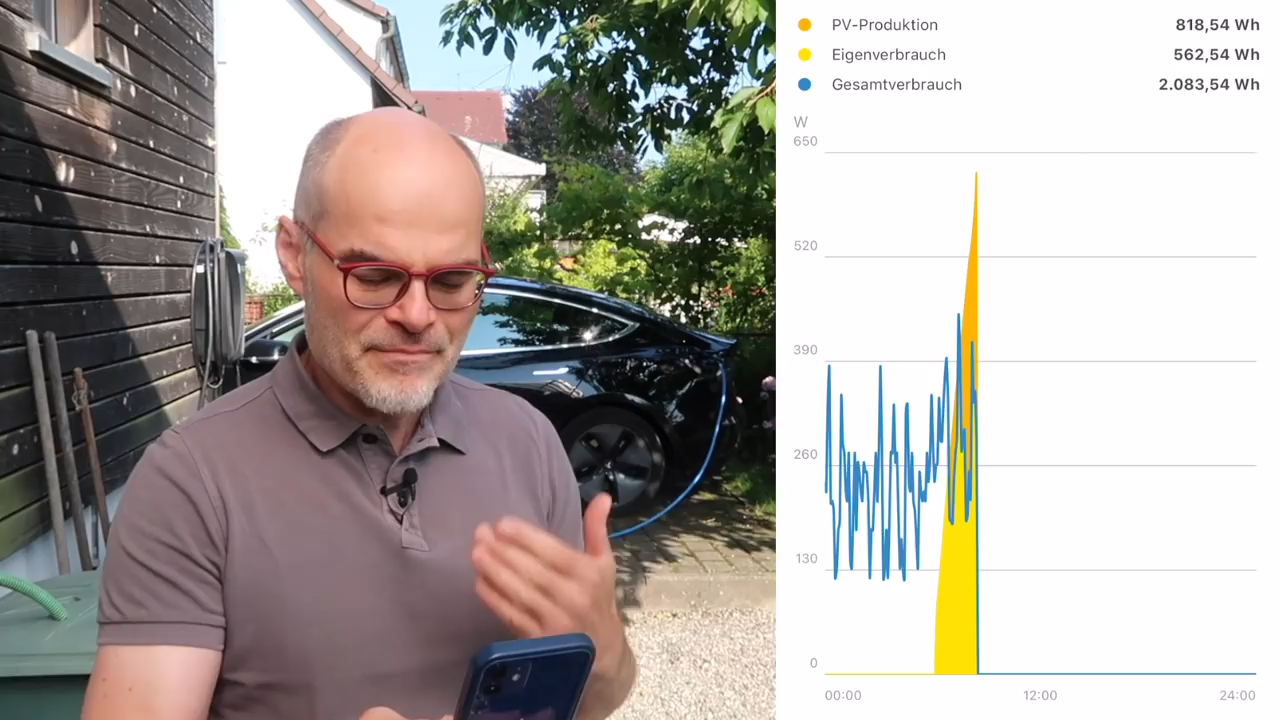 PV-Produktion 818,54 Wh
Eigenverbrauch 562,54 Wh
Gesamtverbrauch 2.083,54 Wh
W
650
520
390
260
130
0
00:00 12:00 24:00